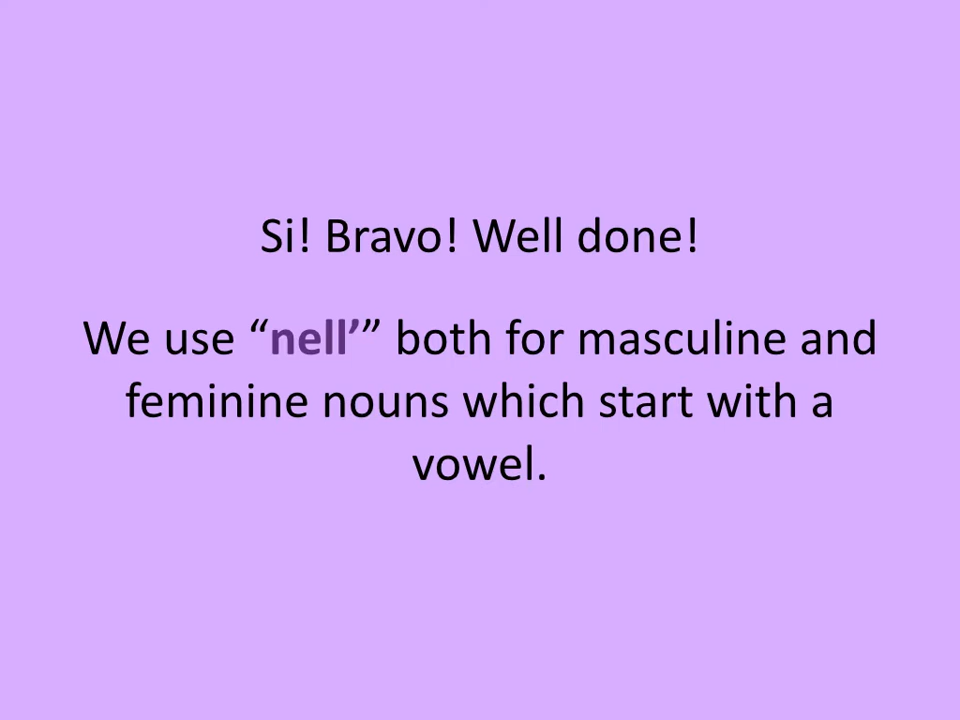 Si! Bravo! Well done!
We use “nell’” both for masculine and
feminine nouns which start with a
vowel.